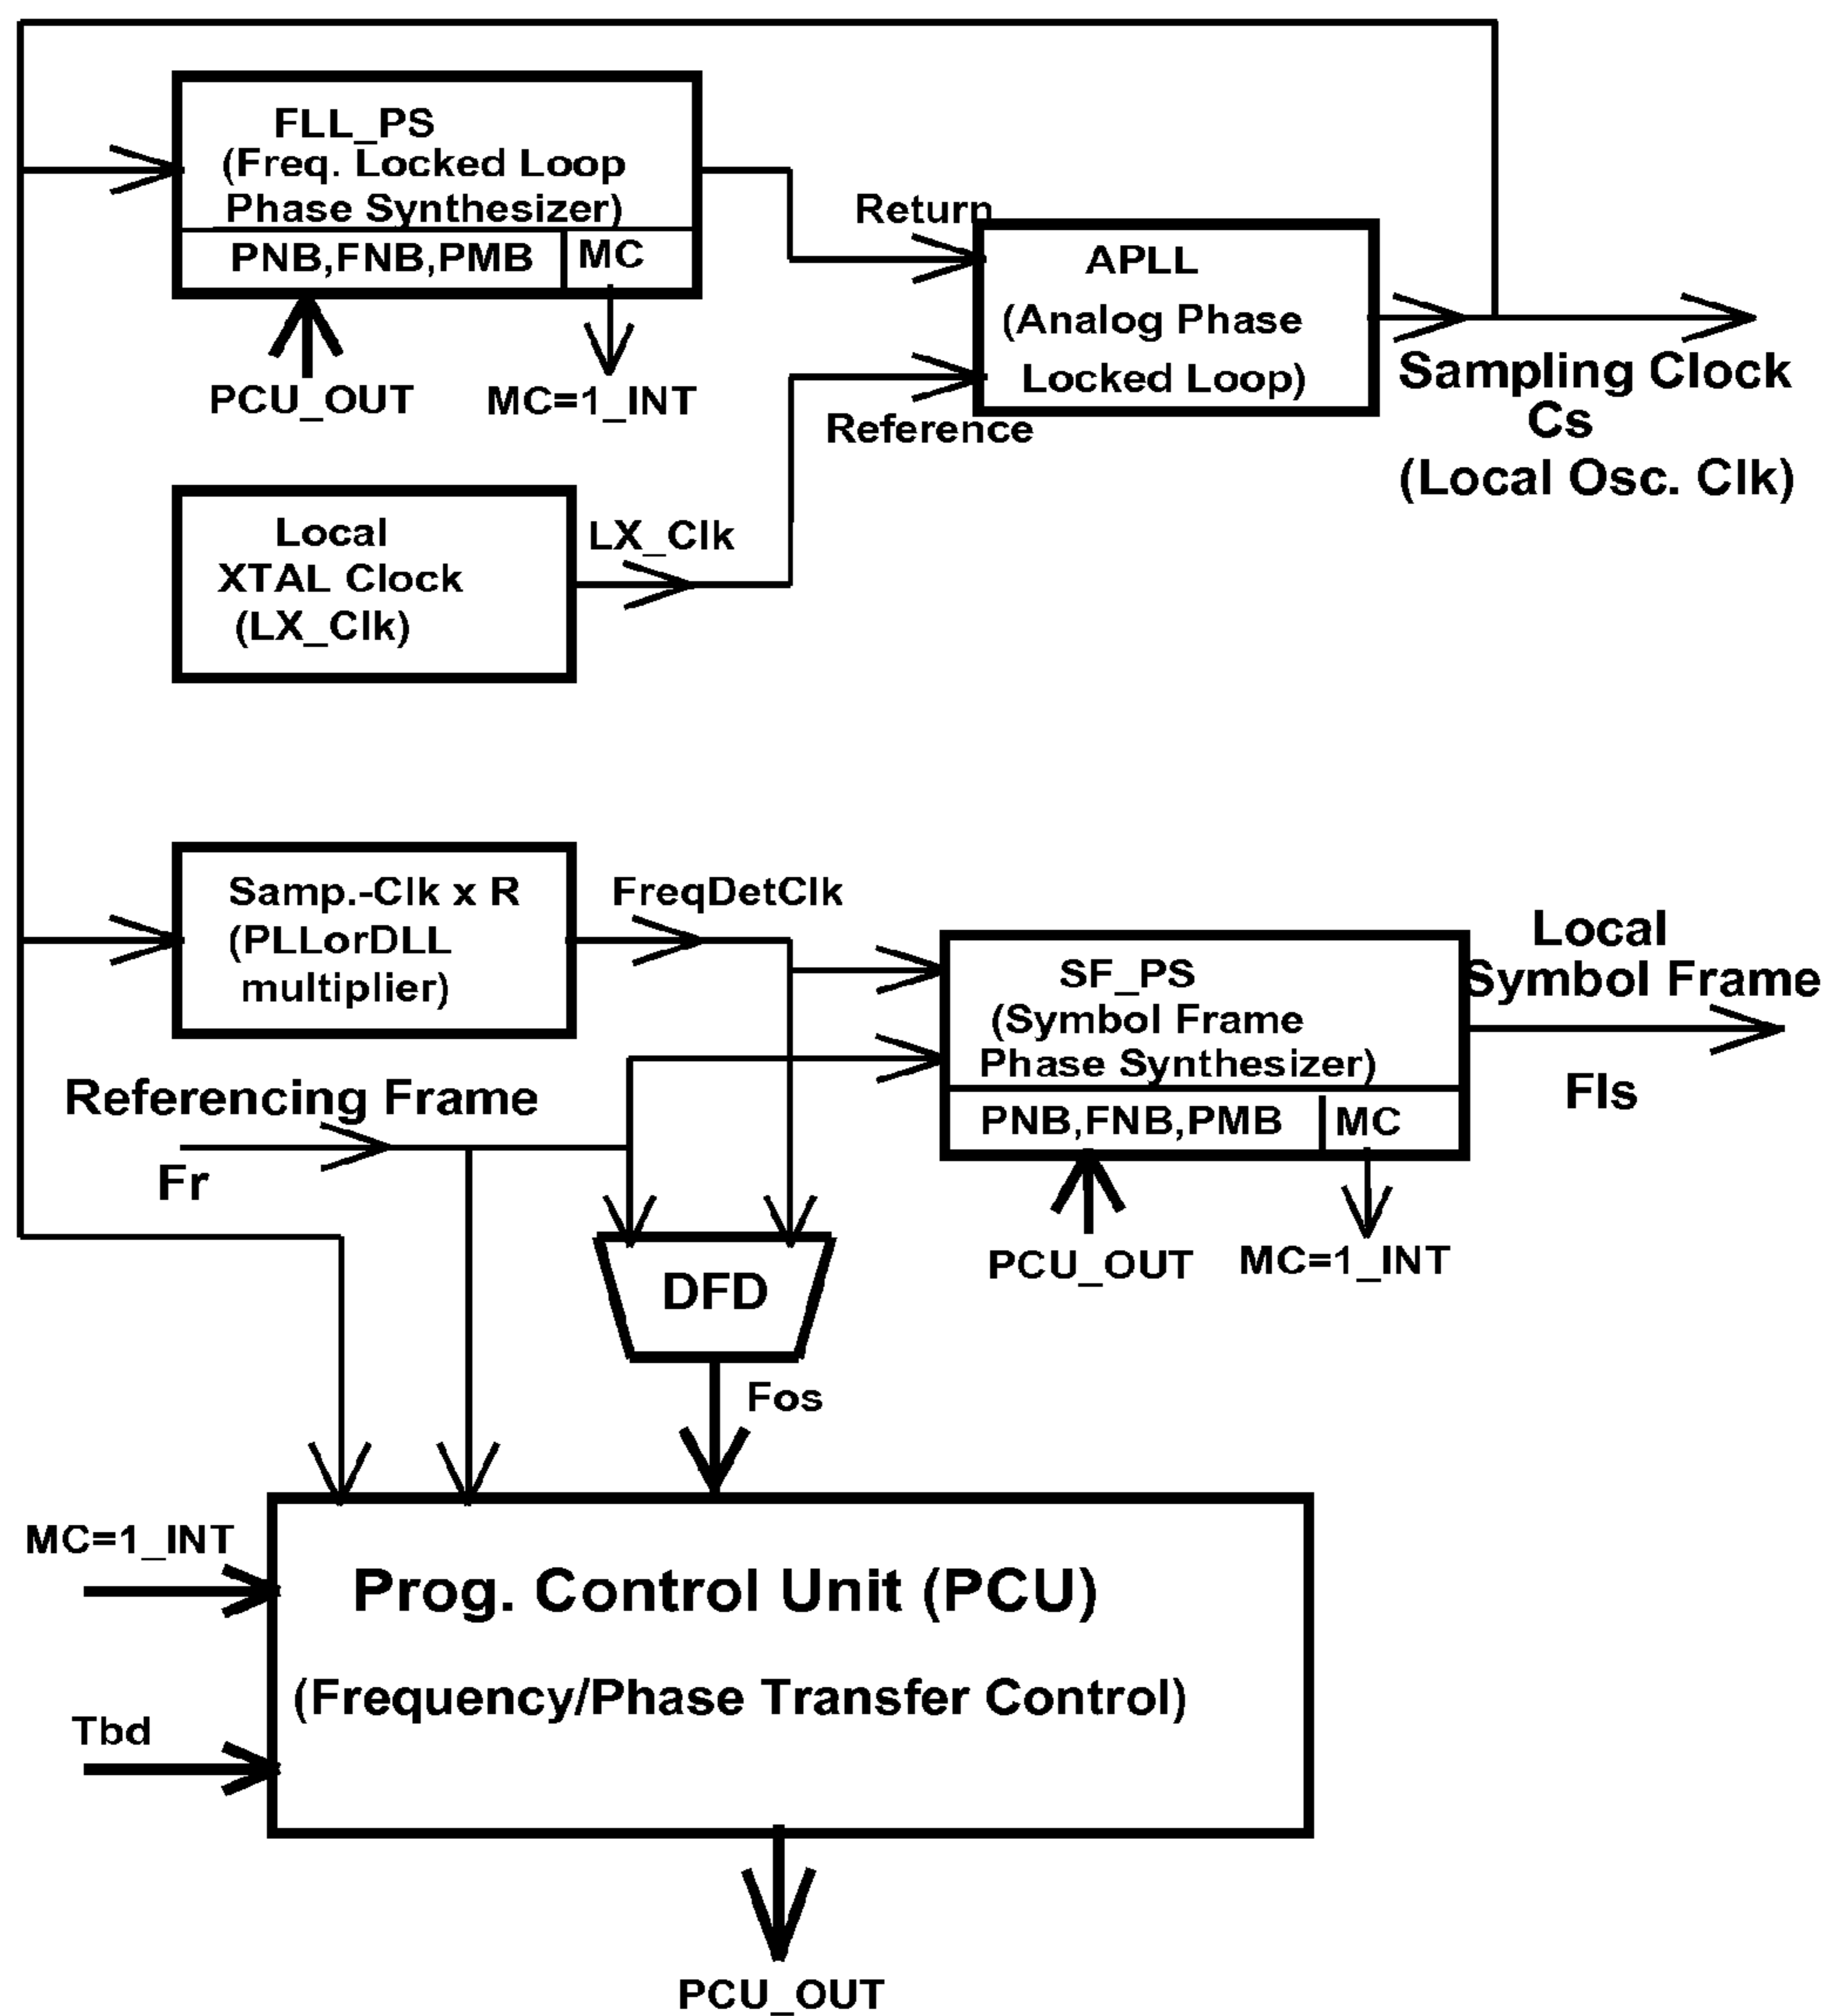 FLL_PS
(Freq. Locked Loop
Phase Synthesizer)
PNB,FNB,PMB
MC
PCU_OUT
MC=1_INT
Return
Reference
APLL
(Analog Phase
Locked Loop)
Sampling Clock
Cs
(Local Osc. Clk)
Local
XTAL Clock
(LX_Clk)
LX_Clk
Samp.-Clk x R
(PLLorDLL
multiplier)
FreqDetClk
SF_PS
(Symbol Frame
Phase Synthesizer)
PNB,FNB,PMB
MC
PCU_OUT
MC=1_INT
Local
Symbol Frame
Fls
Referencing Frame
Fr
DFD
Fos
MC=1_INT
Tbd
Prog. Control Unit (PCU)
(Frequency/Phase Transfer Control)
PCU_OUT